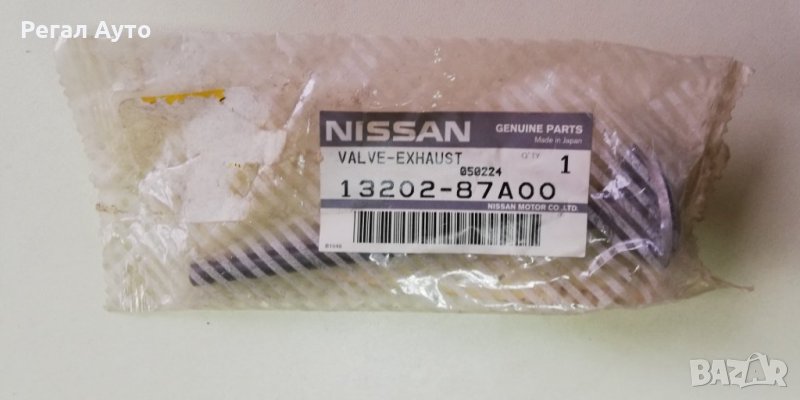 Регал Ауто
NISSAN
GENUINE PARTS
Made in Japan
VALVE-EXHAUST
Q'TY 1
050224
13202-87A00
NISSAN MOTOR CO.,LTD.
BAZAR